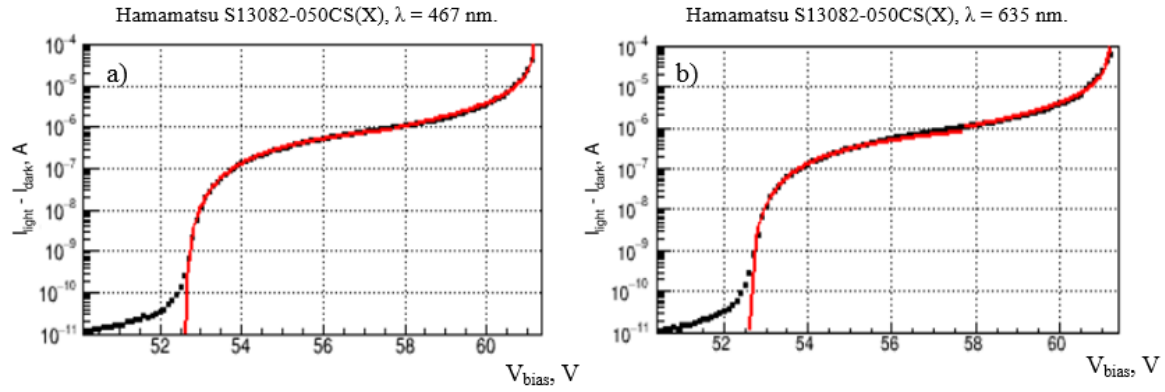 Hamamatsu S13082-050CS(X), λ = 467 nm.
a)
I_light - I_dark, A
10⁻⁴
10⁻⁵
10⁻⁶
10⁻⁷
10⁻⁸
10⁻⁹
10⁻¹⁰
10⁻¹¹
52 54 56 58 60
V_bias, V
Hamamatsu S13082-050CS(X), λ = 635 nm.
b)
I_light - I_dark, A
10⁻⁴
10⁻⁵
10⁻⁶
10⁻⁷
10⁻⁸
10⁻⁹
10⁻¹⁰
10⁻¹¹
52 54 56 58 60
V_bias, V